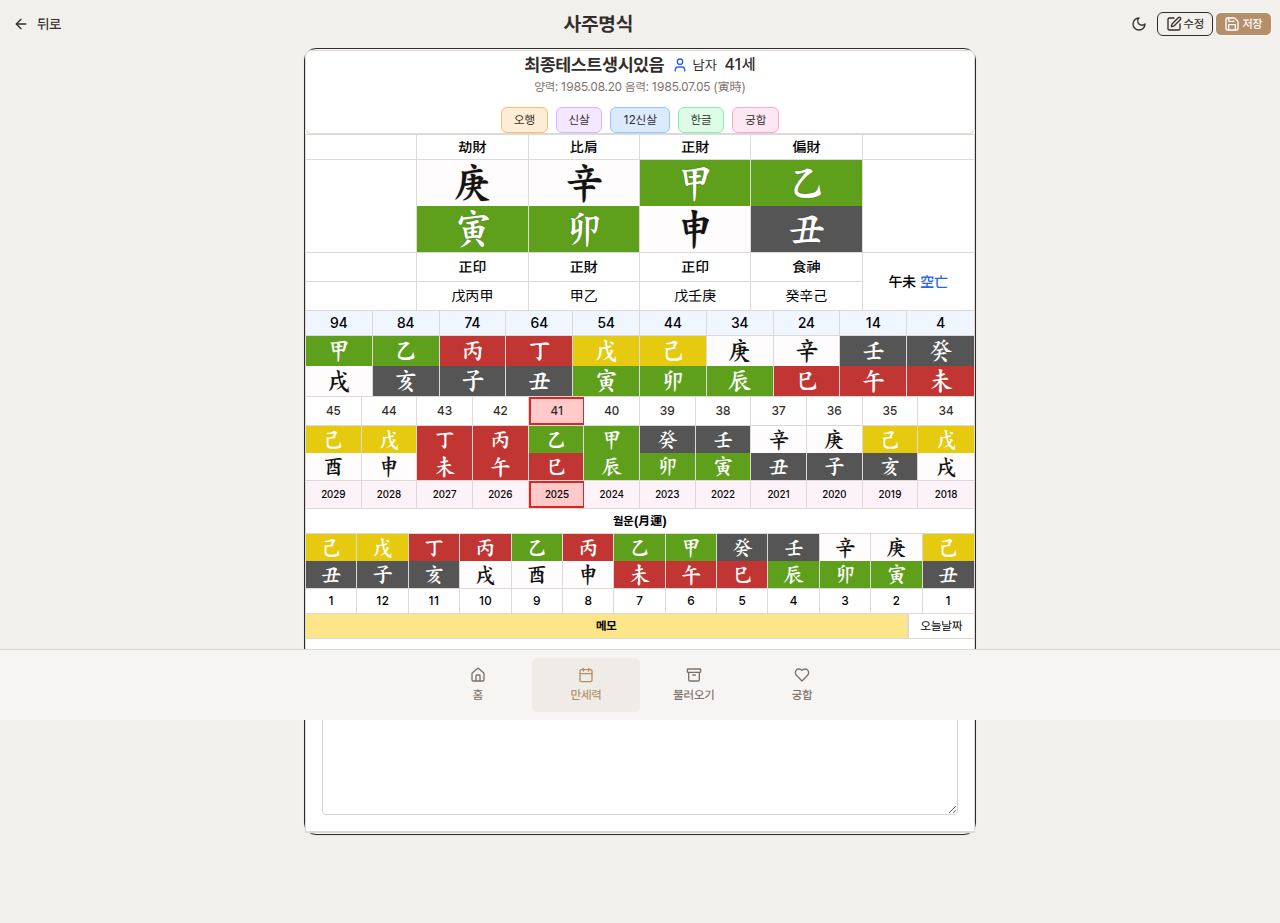 뒤로
사주명식
수정
저장
최종테스트생시있음 남자 41세
양력: 1985.08.20 음력: 1985.07.05 (寅時)
오행 신살 12신살 한글 궁합
劫財 比肩 正財 偏財
庚 辛 甲 乙
寅 卯 申 丑
正印 正財 正印 食神
午未 空亡
戊丙甲 甲乙 戊壬庚 癸辛己
94 84 74 64 54 44 34 24 14 4
甲 乙 丙 丁 戊 己 庚 辛 壬 癸
戌 亥 子 丑 寅 卯 辰 巳 午 未
45 44 43 42 41 40 39 38 37 36 35 34
己 戊 丁 丙 乙 甲 癸 壬 辛 庚 己 戊
酉 申 未 午 巳 辰 卯 寅 丑 子 亥 戌
2029 2028 2027 2026 2025 2024 2023 2022 2021 2020 2019 2018
월운(月運)
己 戊 丁 丙 乙 丙 乙 甲 癸 壬 辛 庚 己
丑 子 亥 戌 酉 申 未 午 巳 辰 卯 寅 丑
1 12 11 10 9 8 7 6 5 4 3 2 1
메모 오늘날짜
홈 만세력 불러오기 궁합